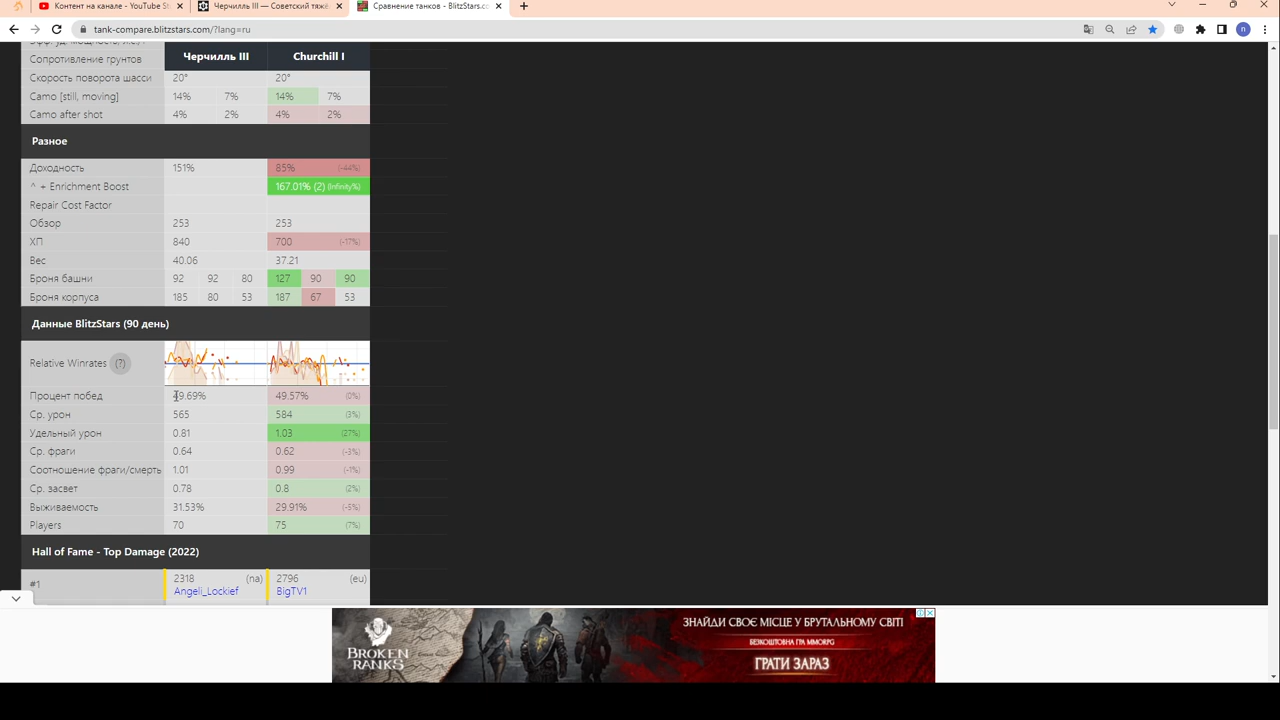 Контент на канале - YouTube St
Черчилль III — Советский тяжё
Сравнение танков - BlitzStars.co
tank-compare.blitzstars.com/?lang=ru
n
Черчилль III Churchill I
Сопротивление грунтов
Скорость поворота шасси 20° 20°
Camo [still, moving] 14% 7% 14% 7%
Camo after shot 4% 2% 4% 2%
Разное
Доходность 151% 85% (-44%)
^ + Enrichment Boost 167.01% (2) (Infinity%)
Repair Cost Factor
Обзор 253 253
ХП 840 700 (-17%)
Вес 40.06 37.21
Броня башни 92 92 80 127 90 90
Броня корпуса 185 80 53 187 67 53
Данные BlitzStars (90 день)
Relative Winrates (?)
Процент побед 49.69% 49.57% (0%)
Ср. урон 565 584 (3%)
Удельный урон 0.81 1.03 (27%)
Ср. фраги 0.64 0.62 (-3%)
Соотношение фраги/смерть 1.01 0.99 (-1%)
Ср. засвет 0.78 0.8 (2%)
Выживаемость 31.53% 29.91% (-5%)
Players 70 75 (7%)
Hall of Fame - Top Damage (2022)
#1 2318 (na) 2796 (eu)
Angeli_Lockief BigTV1
ЗНАЙДИ СВОЄ МІСЦЕ У БРУТАЛЬНОМУ СВІТІ
БЕЗКОШТОВНА ГРА MMORPG
BROKEN RANKS
ГРАТИ ЗАРАЗ